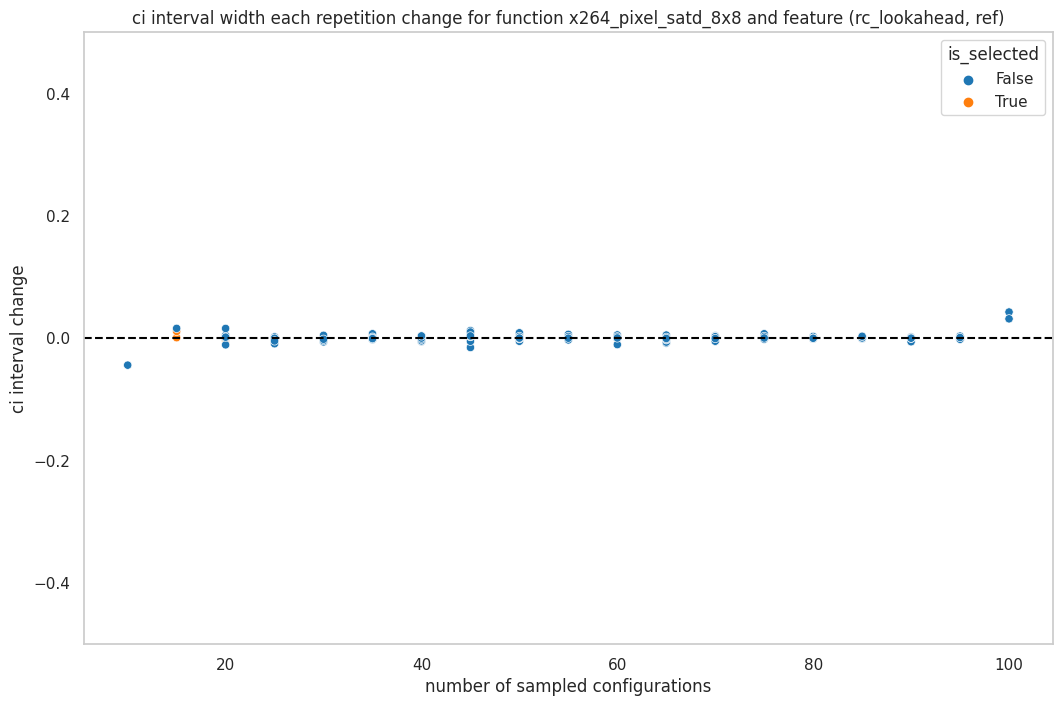 ci interval width each repetition change for function x264_pixel_satd_8x8 and feature (rc_lookahead, ref)
is_selected
False
True
0.4
0.2
0.0
−0.2
−0.4
ci interval change
20
40
60
80
100
number of sampled configurations